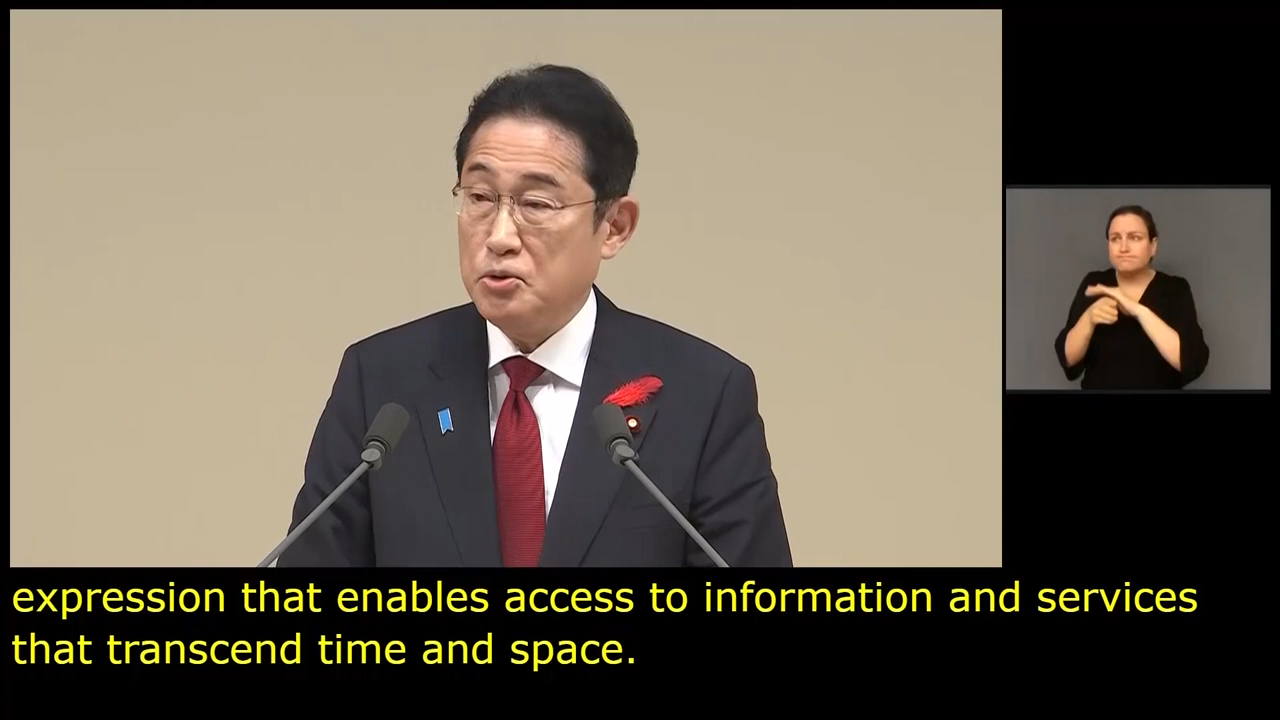 expression that enables access to information and services
that transcend time and space.